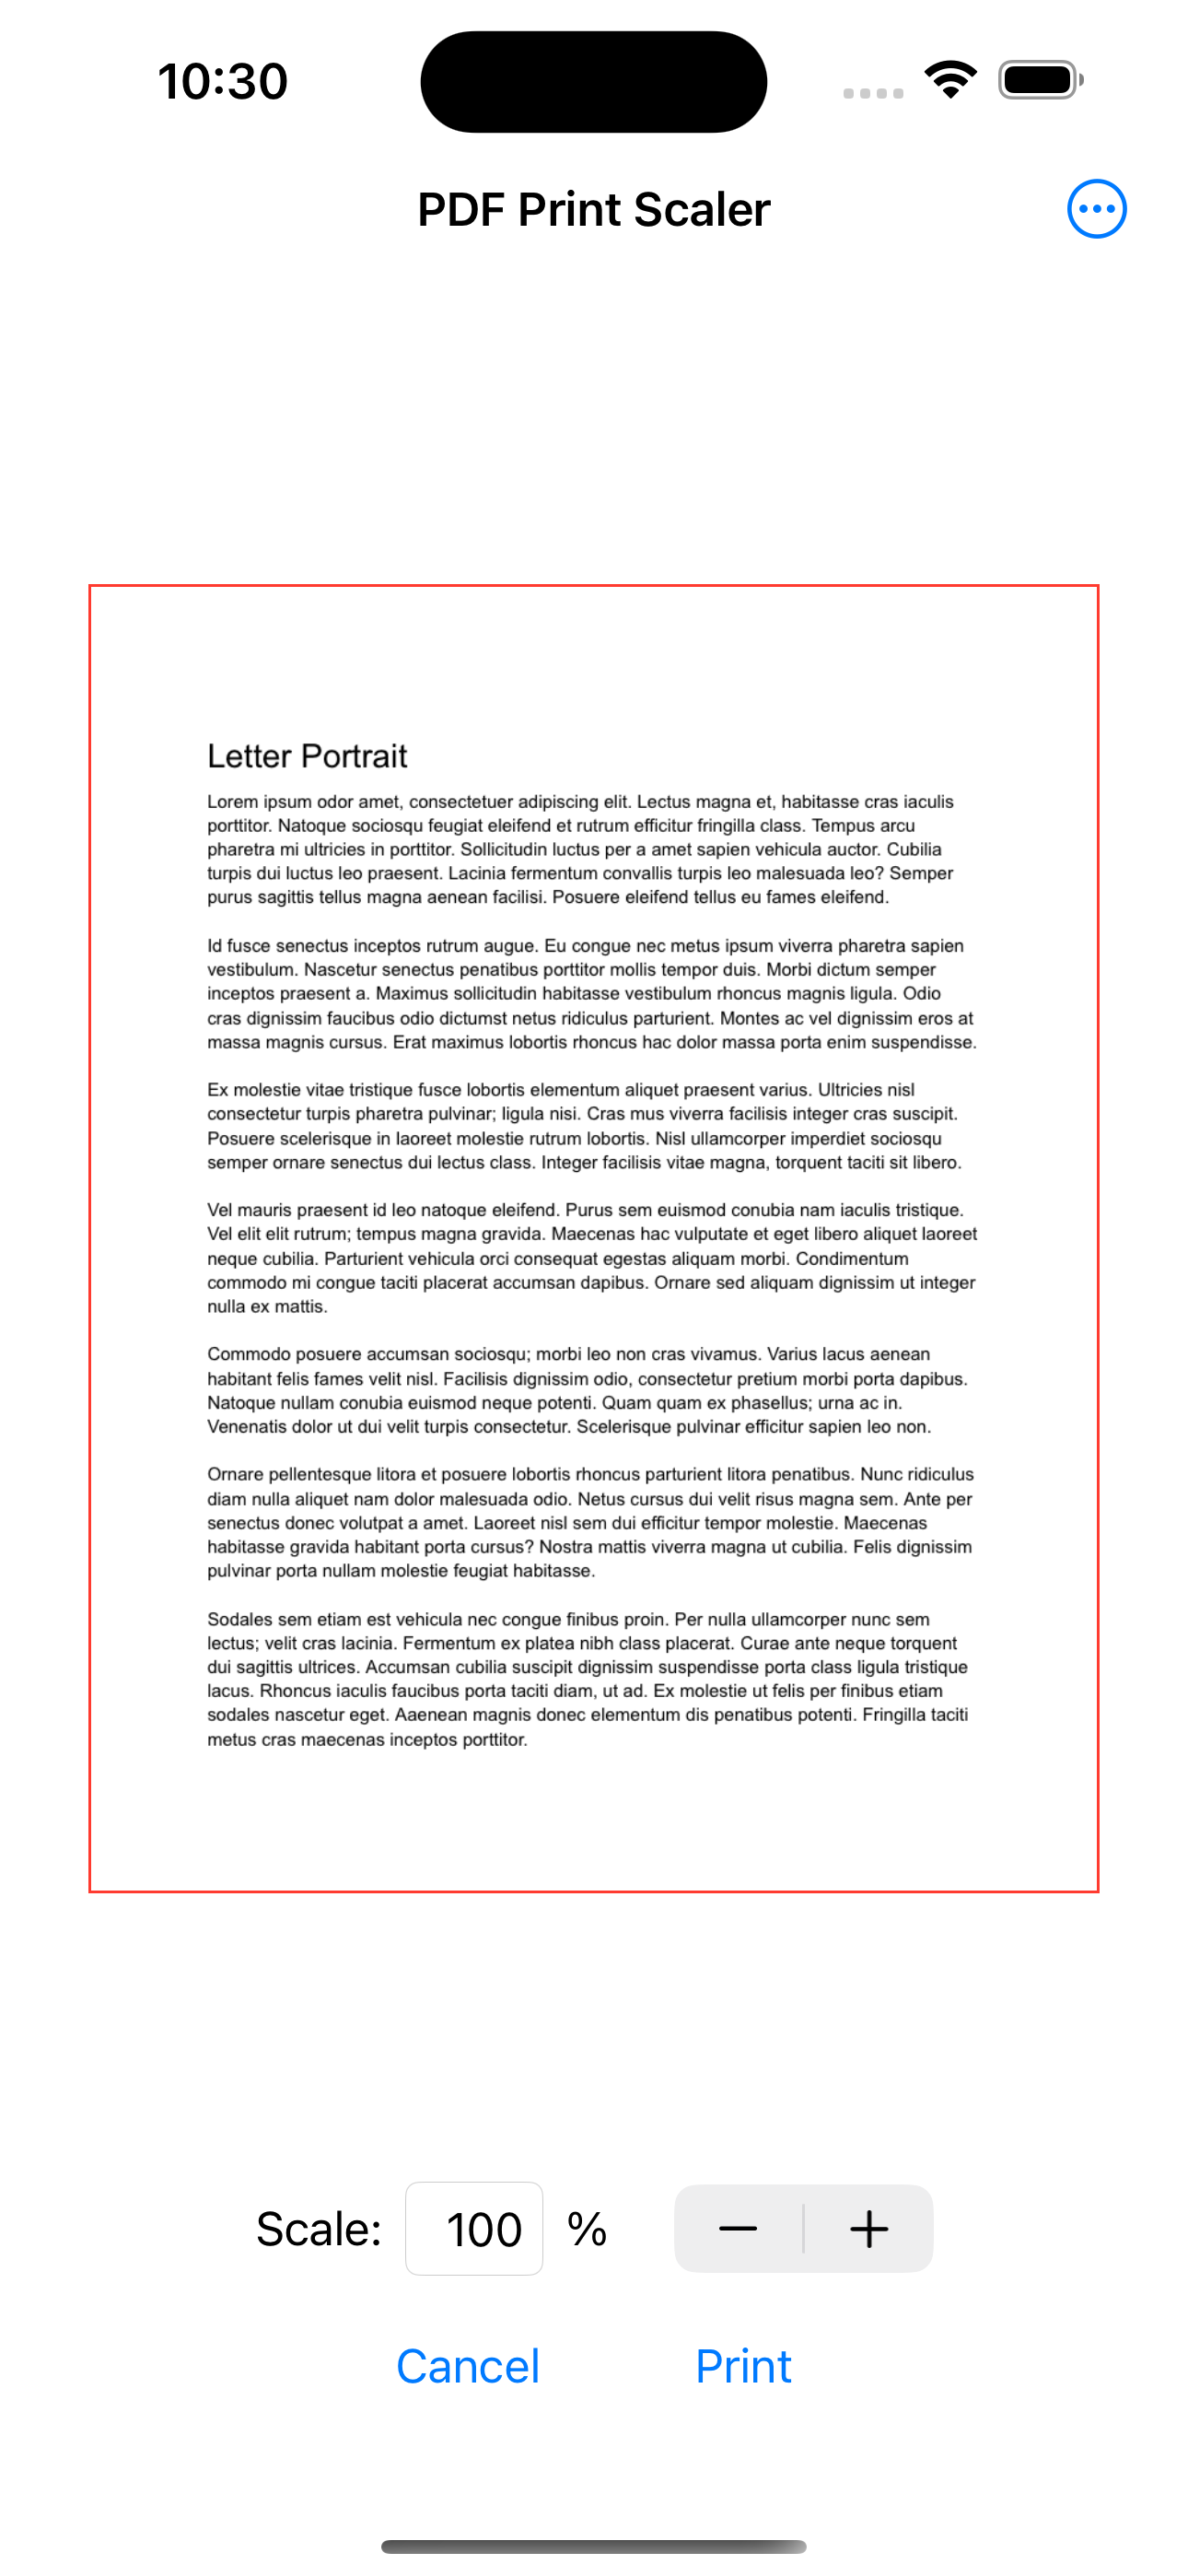 10:30
PDF Print Scaler
Letter Portrait
Lorem ipsum odor amet, consectetuer adipiscing elit. Lectus magna et, habitasse cras iaculis
porttitor. Natoque sociosqu feugiat eleifend et rutrum efficitur fringilla class. Tempus arcu
pharetra mi ultricies in porttitor. Sollicitudin luctus per a amet sapien vehicula auctor. Cubilia
turpis dui luctus leo praesent. Lacinia fermentum convallis turpis leo malesuada leo? Semper
purus sagittis tellus magna aenean facilisi. Posuere eleifend tellus eu fames eleifend.
Id fusce senectus inceptos rutrum augue. Eu congue nec metus ipsum viverra pharetra sapien
vestibulum. Nascetur senectus penatibus porttitor mollis tempor duis. Morbi dictum semper
inceptos praesent a. Maximus sollicitudin habitasse vestibulum rhoncus magnis ligula. Odio
cras dignissim faucibus odio dictumst netus ridiculus parturient. Montes ac vel dignissim eros at
massa magnis cursus. Erat maximus lobortis rhoncus hac dolor massa porta enim suspendisse.
Ex molestie vitae tristique fusce lobortis elementum aliquet praesent varius. Ultricies nisl
consectetur turpis pharetra pulvinar; ligula nisi. Cras mus viverra facilisis integer cras suscipit.
Posuere scelerisque in laoreet molestie rutrum lobortis. Nisl ullamcorper imperdiet sociosqu
semper ornare senectus dui lectus class. Integer facilisis vitae magna, torquent taciti sit libero.
Vel mauris praesent id leo natoque eleifend. Purus sem euismod conubia nam iaculis tristique.
Vel elit elit rutrum; tempus magna gravida. Maecenas hac vulputate et eget libero aliquet laoreet
neque cubilia. Parturient vehicula orci consequat egestas aliquam morbi. Condimentum
commodo mi congue taciti placerat accumsan dapibus. Ornare sed aliquam dignissim ut integer
nulla ex mattis.
Commodo posuere accumsan sociosqu; morbi leo non cras vivamus. Varius lacus aenean
habitant felis fames velit nisl. Facilisis dignissim odio, consectetur pretium morbi porta dapibus.
Natoque nullam conubia euismod neque potenti. Quam quam ex phasellus; urna ac in.
Venenatis dolor ut dui velit turpis consectetur. Scelerisque pulvinar efficitur sapien leo non.
Ornare pellentesque litora et posuere lobortis rhoncus parturient litora penatibus. Nunc ridiculus
diam nulla aliquet nam dolor malesuada odio. Netus cursus dui velit risus magna sem. Ante per
senectus donec volutpat a amet. Laoreet nisl sem dui efficitur tempor molestie. Maecenas
habitasse gravida habitant porta cursus? Nostra mattis viverra magna ut cubilia. Felis dignissim
pulvinar porta nullam molestie feugiat habitasse.
Sodales sem etiam est vehicula nec congue finibus proin. Per nulla ullamcorper nunc sem
lectus; velit cras lacinia. Fermentum ex platea nibh class placerat. Curae ante neque torquent
dui sagittis ultrices. Accumsan cubilia suscipit dignissim suspendisse porta class ligula tristique
lacus. Rhoncus iaculis faucibus porta taciti diam, ut ad. Ex molestie ut felis per finibus etiam
sodales nascetur eget. Aaenean magnis donec elementum dis penatibus potenti. Fringilla taciti
metus cras maecenas inceptos porttitor.
Scale: 100 %
Cancel Print